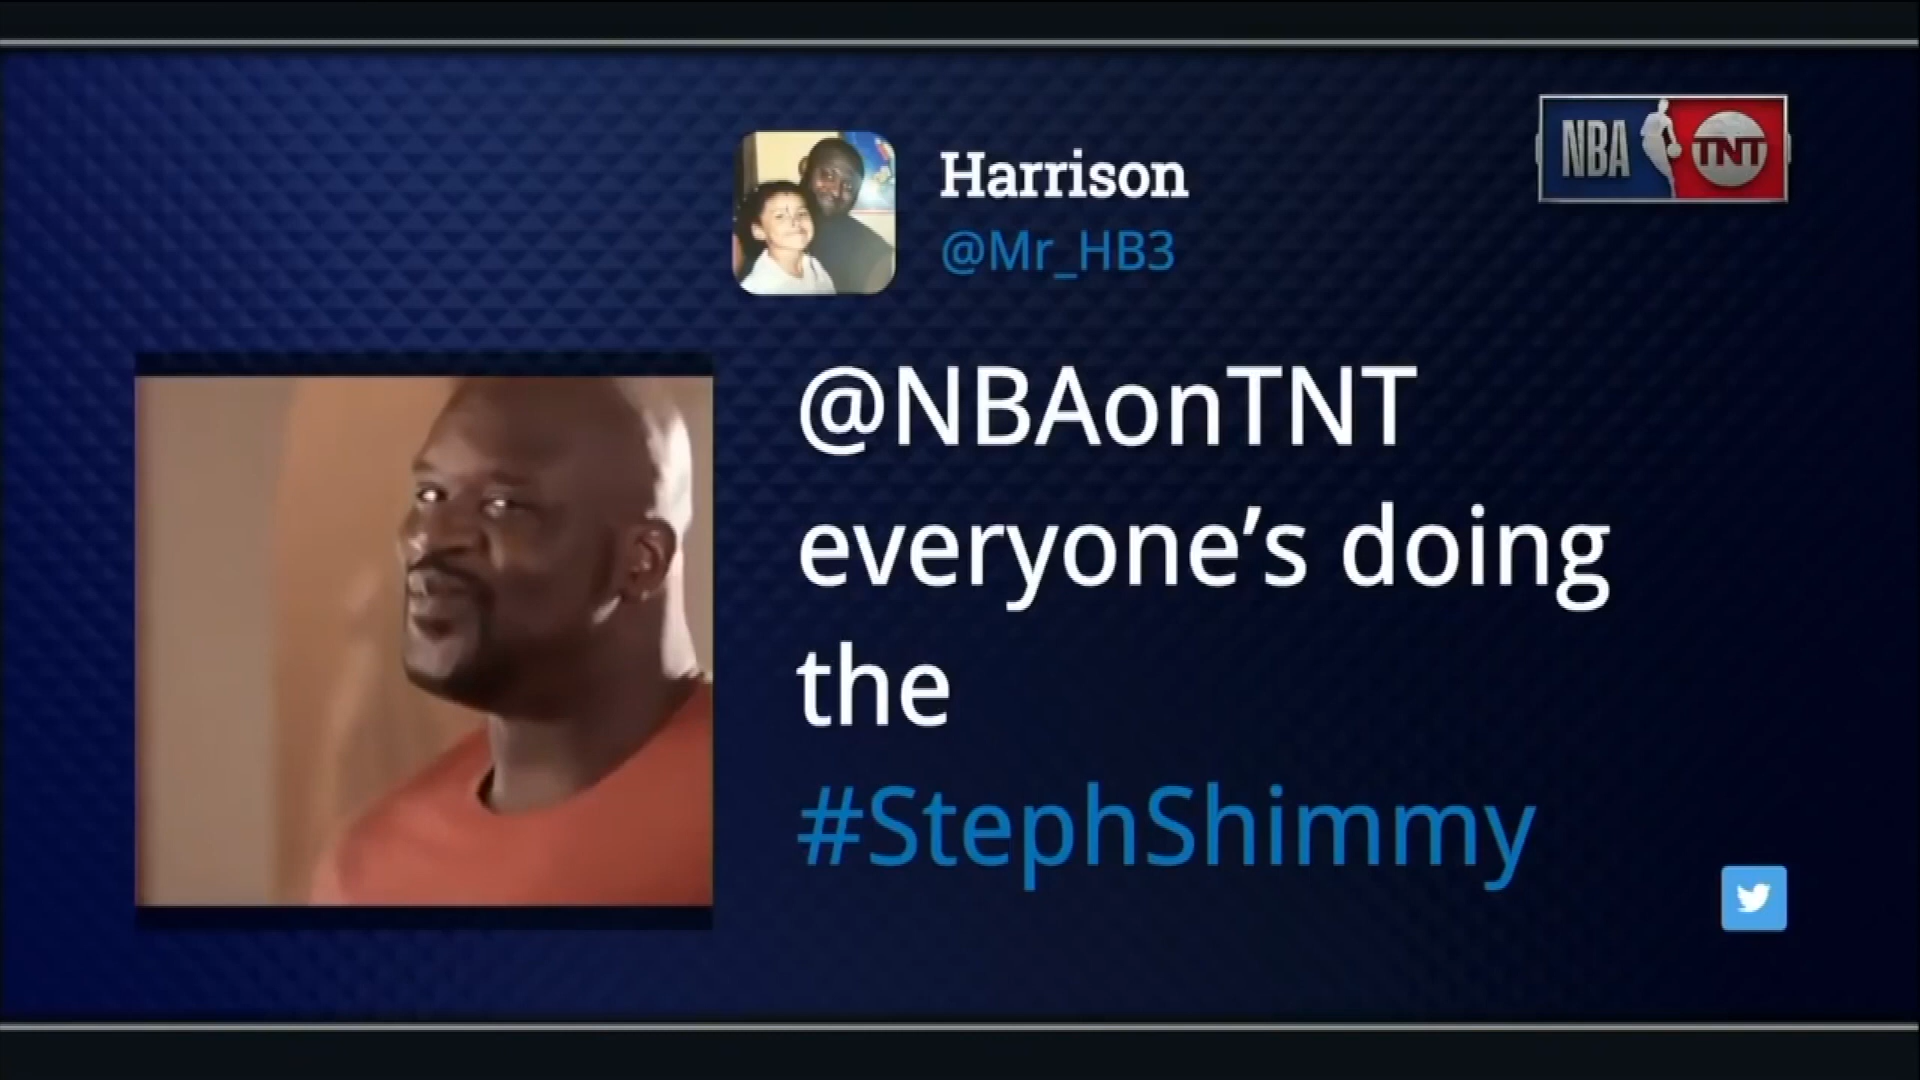 NBA TNT
Harrison
@Mr_HB3
@NBAonTNT
everyone’s doing
the
#StephShimmy